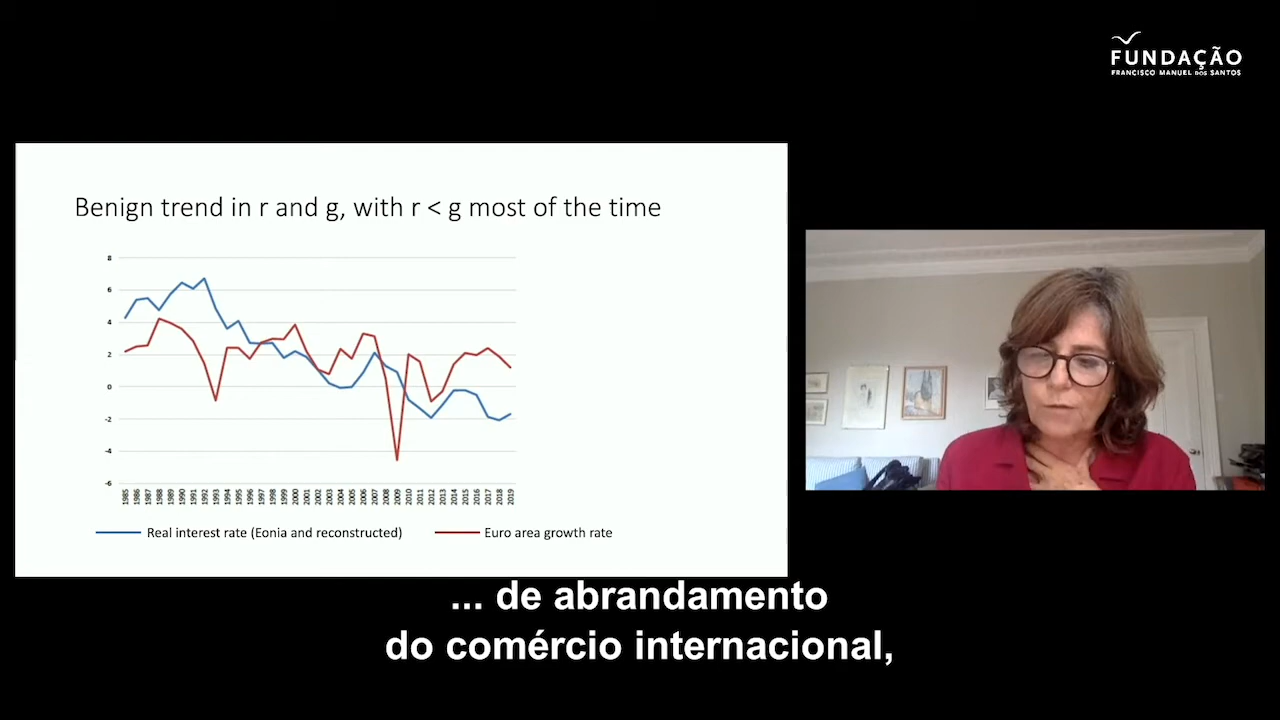 FUNDAÇÃO
FRANCISCO MANUEL DOS SANTOS
Benign trend in r and g, with r < g most of the time
8
6
4
2
0
-2
-4
-6
1985 1986 1987 1988 1989 1990 1991 1992 1993 1994 1995 1996 1997 1998 1999 2000 2001 2002 2003 2004 2005 2006 2007 2008 2009 2010 2011 2012 2013 2014 2015 2016 2017 2018 2019
Real interest rate (Eonia and reconstructed) Euro area growth rate
... de abrandamento
do comércio internacional,